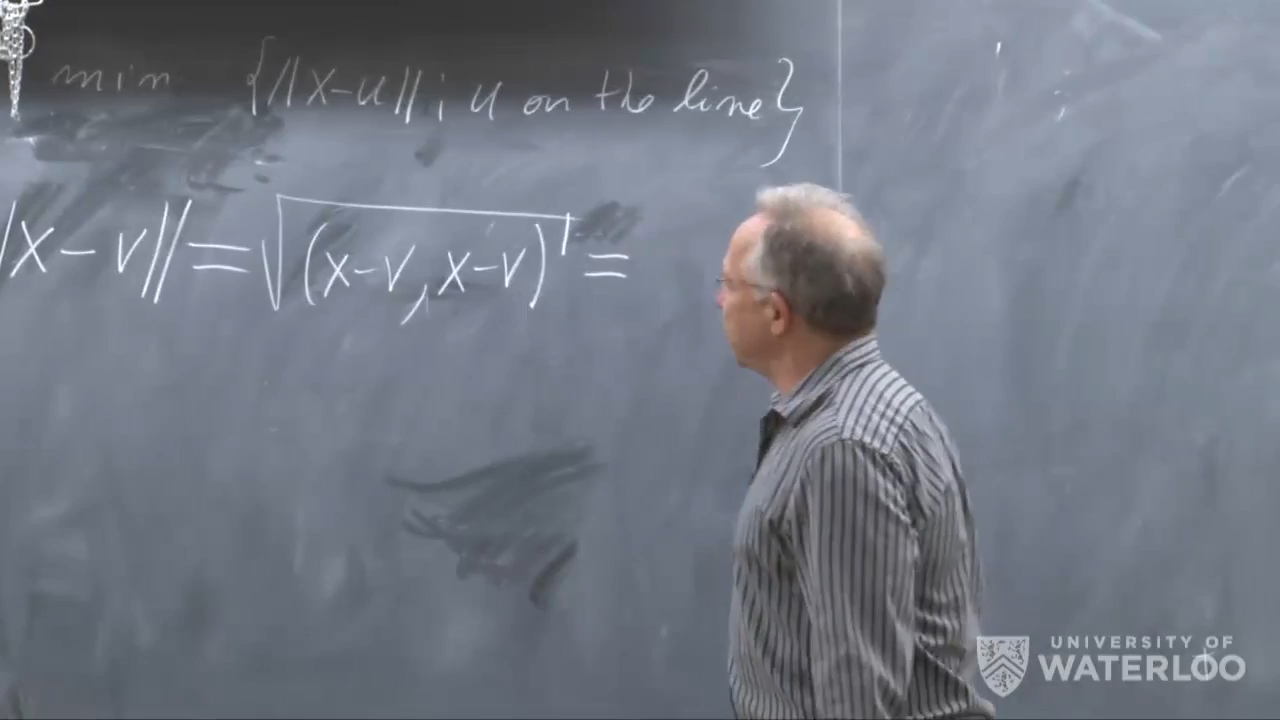 min {||x-u|| ; u on the line}
||x-v|| = √(x-v, x-v) =
UNIVERSITY OF
WATERLOO